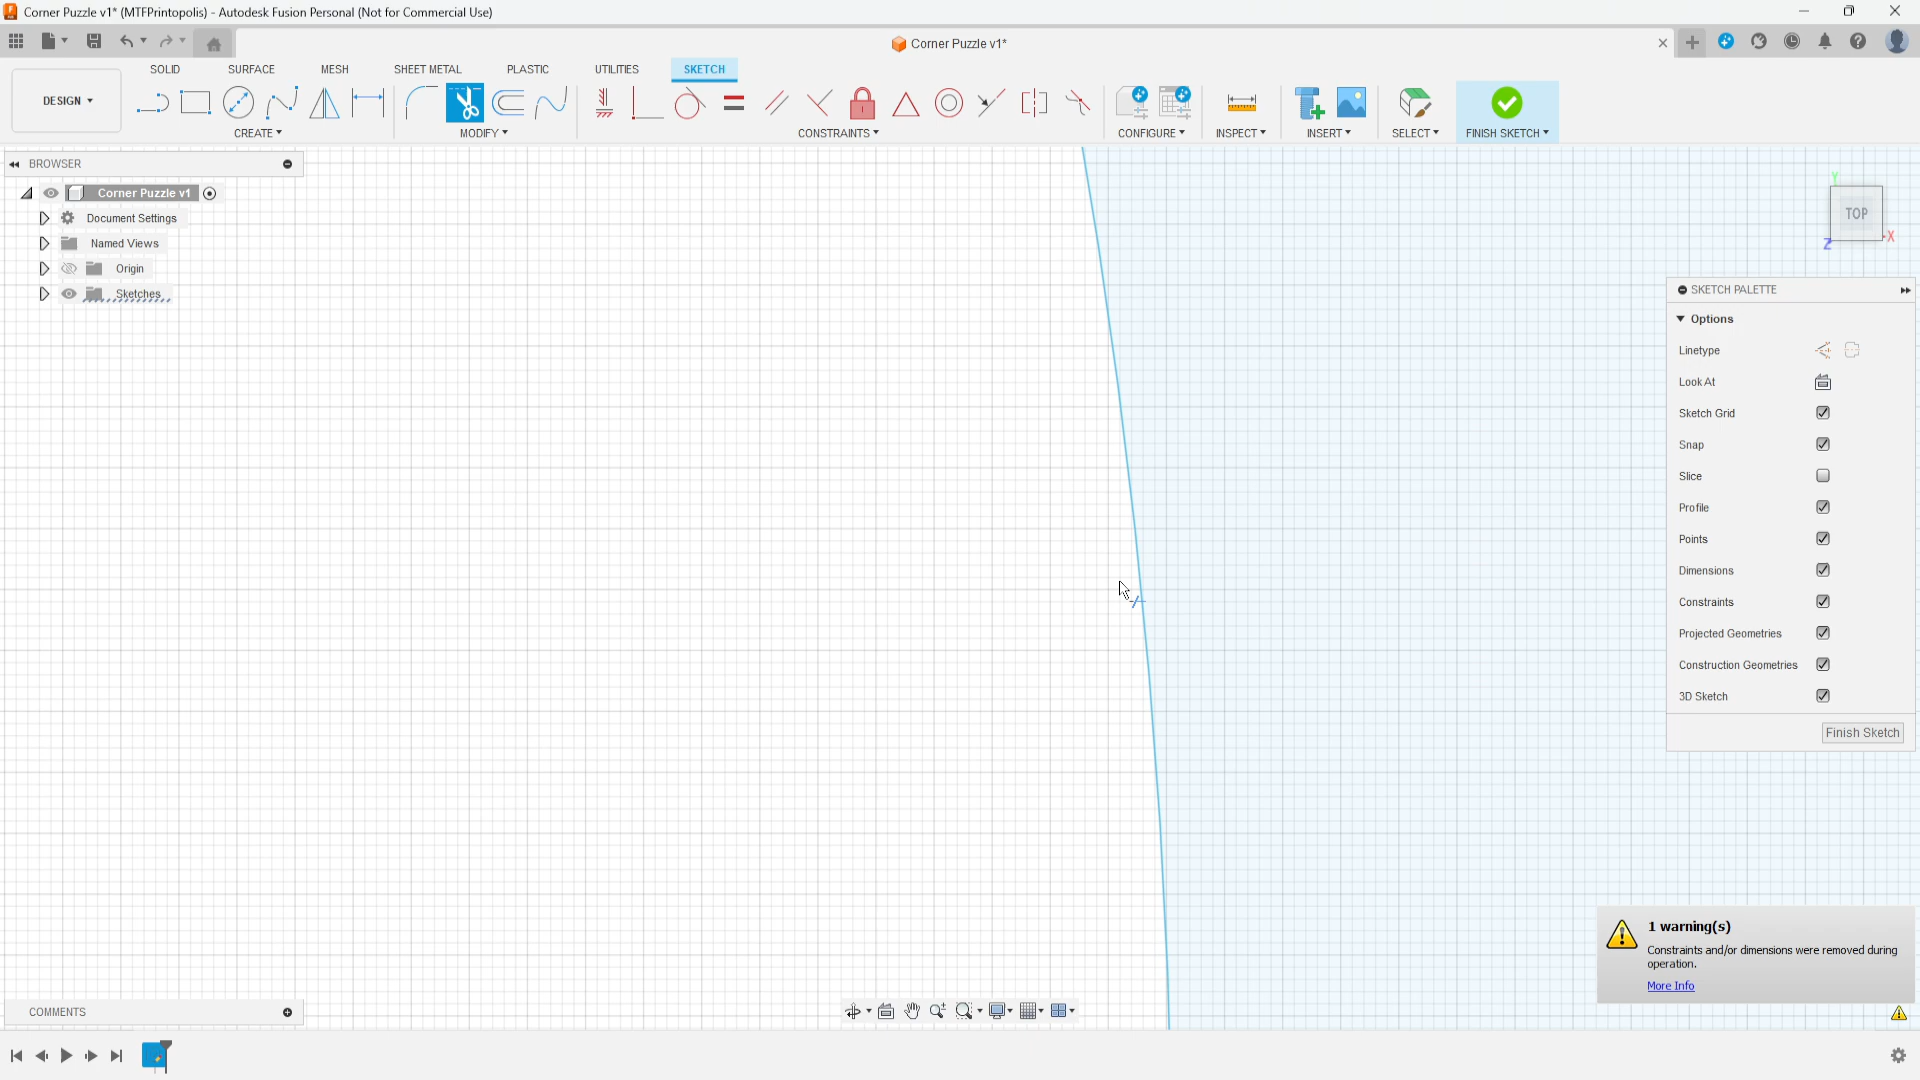 Corner Puzzle v1* (MTFPrintopolis) - Autodesk Fusion Personal (Not for Commercial Use)
Corner Puzzle v1*
SOLID SURFACE MESH SHEET METAL PLASTIC UTILITIES SKETCH
DESIGN
CREATE MODIFY CONSTRAINTS CONFIGURE INSPECT INSERT SELECT FINISH SKETCH
BROWSER
Corner Puzzle v1
Document Settings
Named Views
Origin
Sketches
TOP
Y
X
Z
SKETCH PALETTE
Options
Linetype
Look At
Sketch Grid
Snap
Slice
Profile
Points
Dimensions
Constraints
Projected Geometries
Construction Geometries
3D Sketch
Finish Sketch
1 warning(s)
Constraints and/or dimensions were removed during
operation.
More Info
COMMENTS